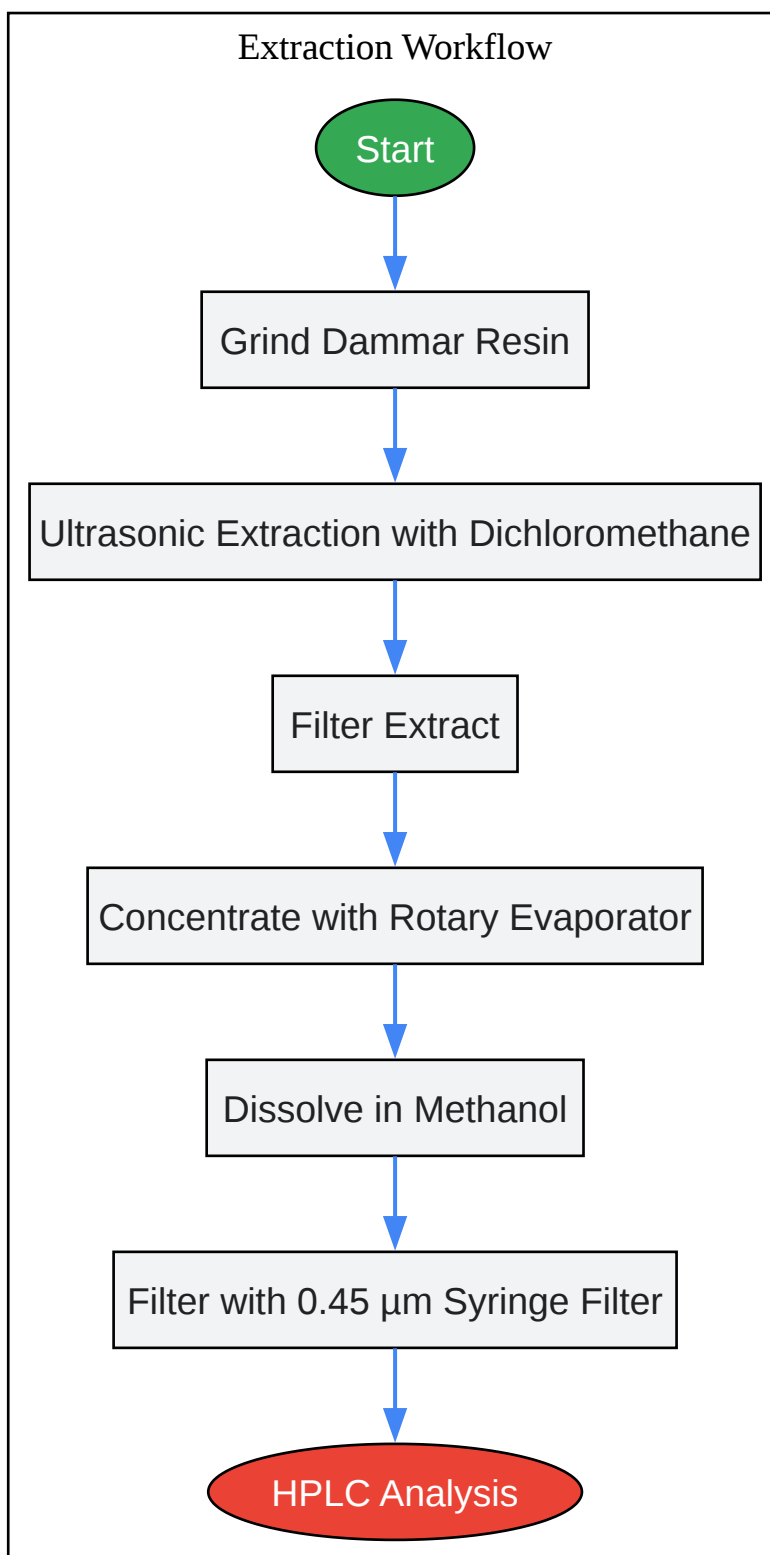 Extraction Workflow
Start
Grind Dammar Resin
Ultrasonic Extraction with Dichloromethane
Filter Extract
Concentrate with Rotary Evaporator
Dissolve in Methanol
Filter with 0.45 µm Syringe Filter
HPLC Analysis